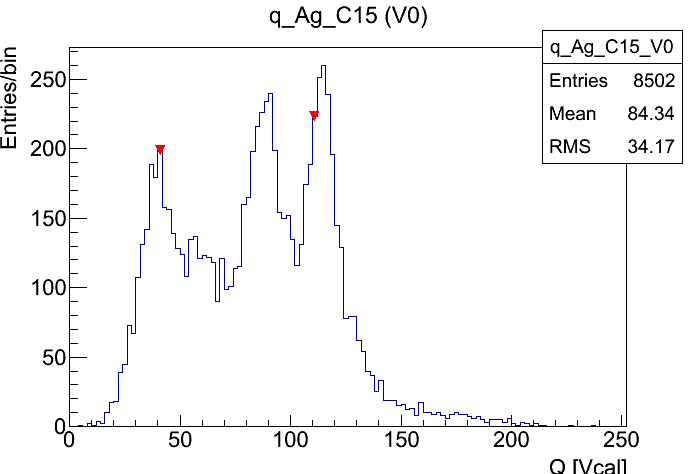 q_Ag_C15 (V0)
q_Ag_C15_V0
Entries 8502
Mean 84.34
RMS 34.17
Entries/bin
250
200
150
100
50
0
0 50 100 150 200 250
Q [Vcal]